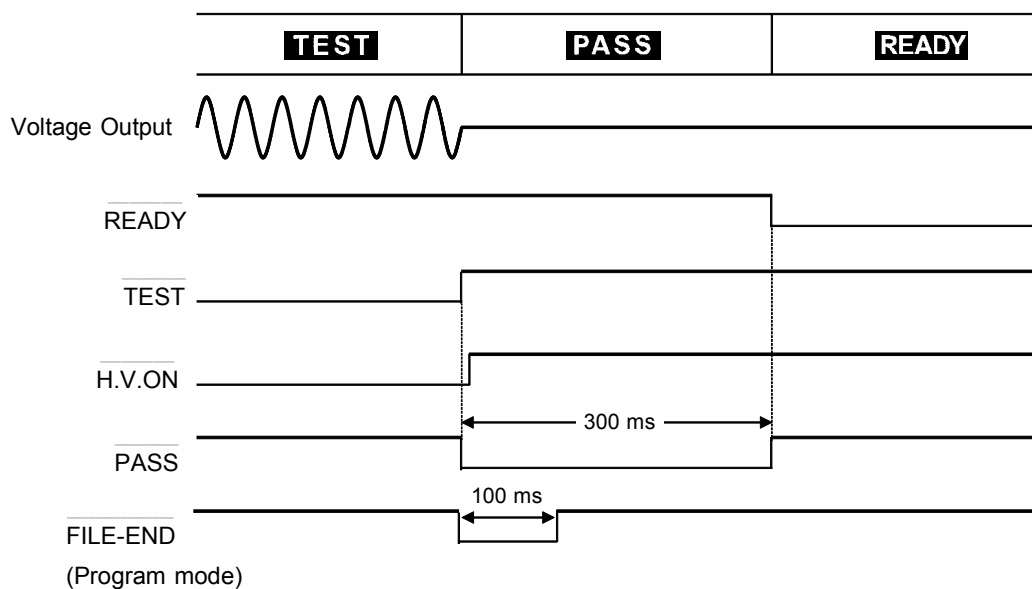 TEST PASS READY
Voltage Output
READY
TEST
H.V.ON
300 ms
PASS
100 ms
FILE-END
(Program mode)